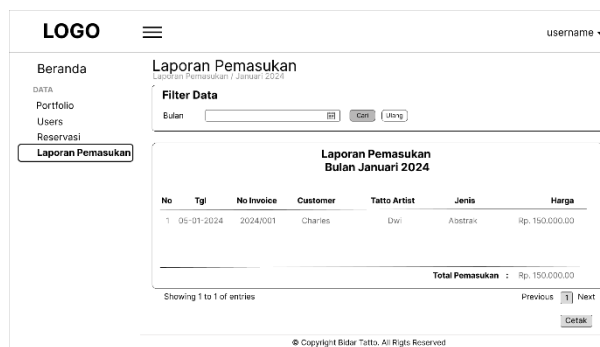 LOGO
username
Beranda
DATA
Portfolio
Users
Reservasi
Laporan Pemasukan
Laporan Pemasukan
Laporan Pemasukan / Januari 2024
Filter Data
Bulan
Cari Ulang
Laporan Pemasukan
Bulan Januari 2024
No Tgl No Invoice Customer Tatto Artist Jenis Harga
1 05-01-2024 2024/001 Charles Dwi Abstrak Rp. 150.000.00
Total Pemasukan : Rp. 150.000.00
Showing 1 to 1 of entries
Previous 1 Next
Cetak
© Copyright Bidar Tatto. All Rigts Reserved